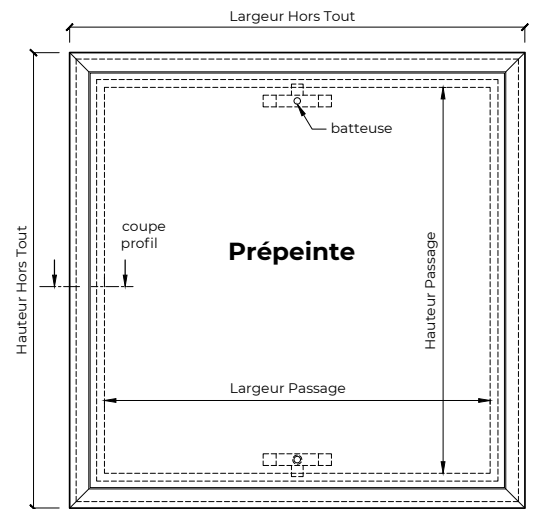 Largeur Hors Tout
batteuse
coupe
profil
Prépeinte
Hauteur Hors Tout
Hauteur Passage
Largeur Passage